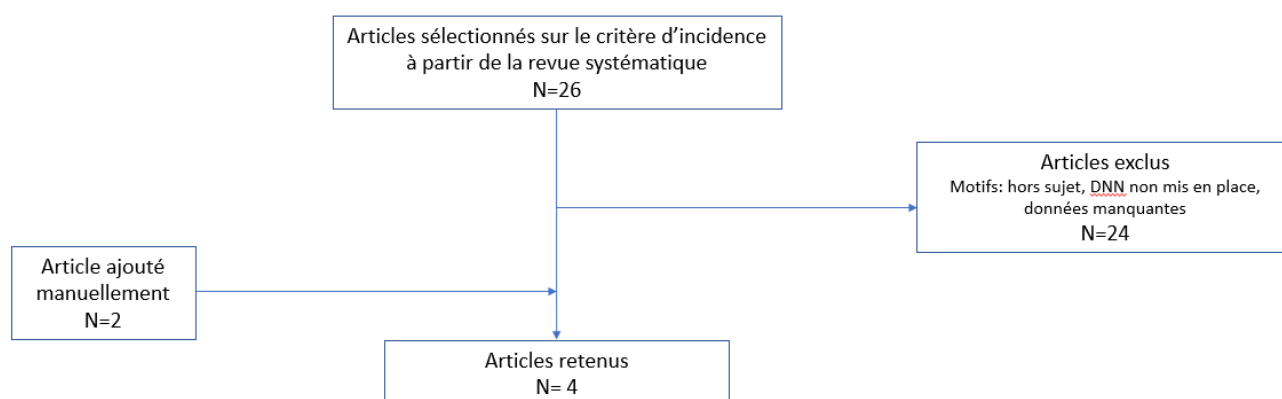 Articles sélectionnés sur le critère d’incidence
à partir de la revue systématique
N=26
Articles exclus
Motifs: hors sujet, DNN non mis en place,
données manquantes
N=24
Article ajouté
manuellement
N=2
Articles retenus
N= 4